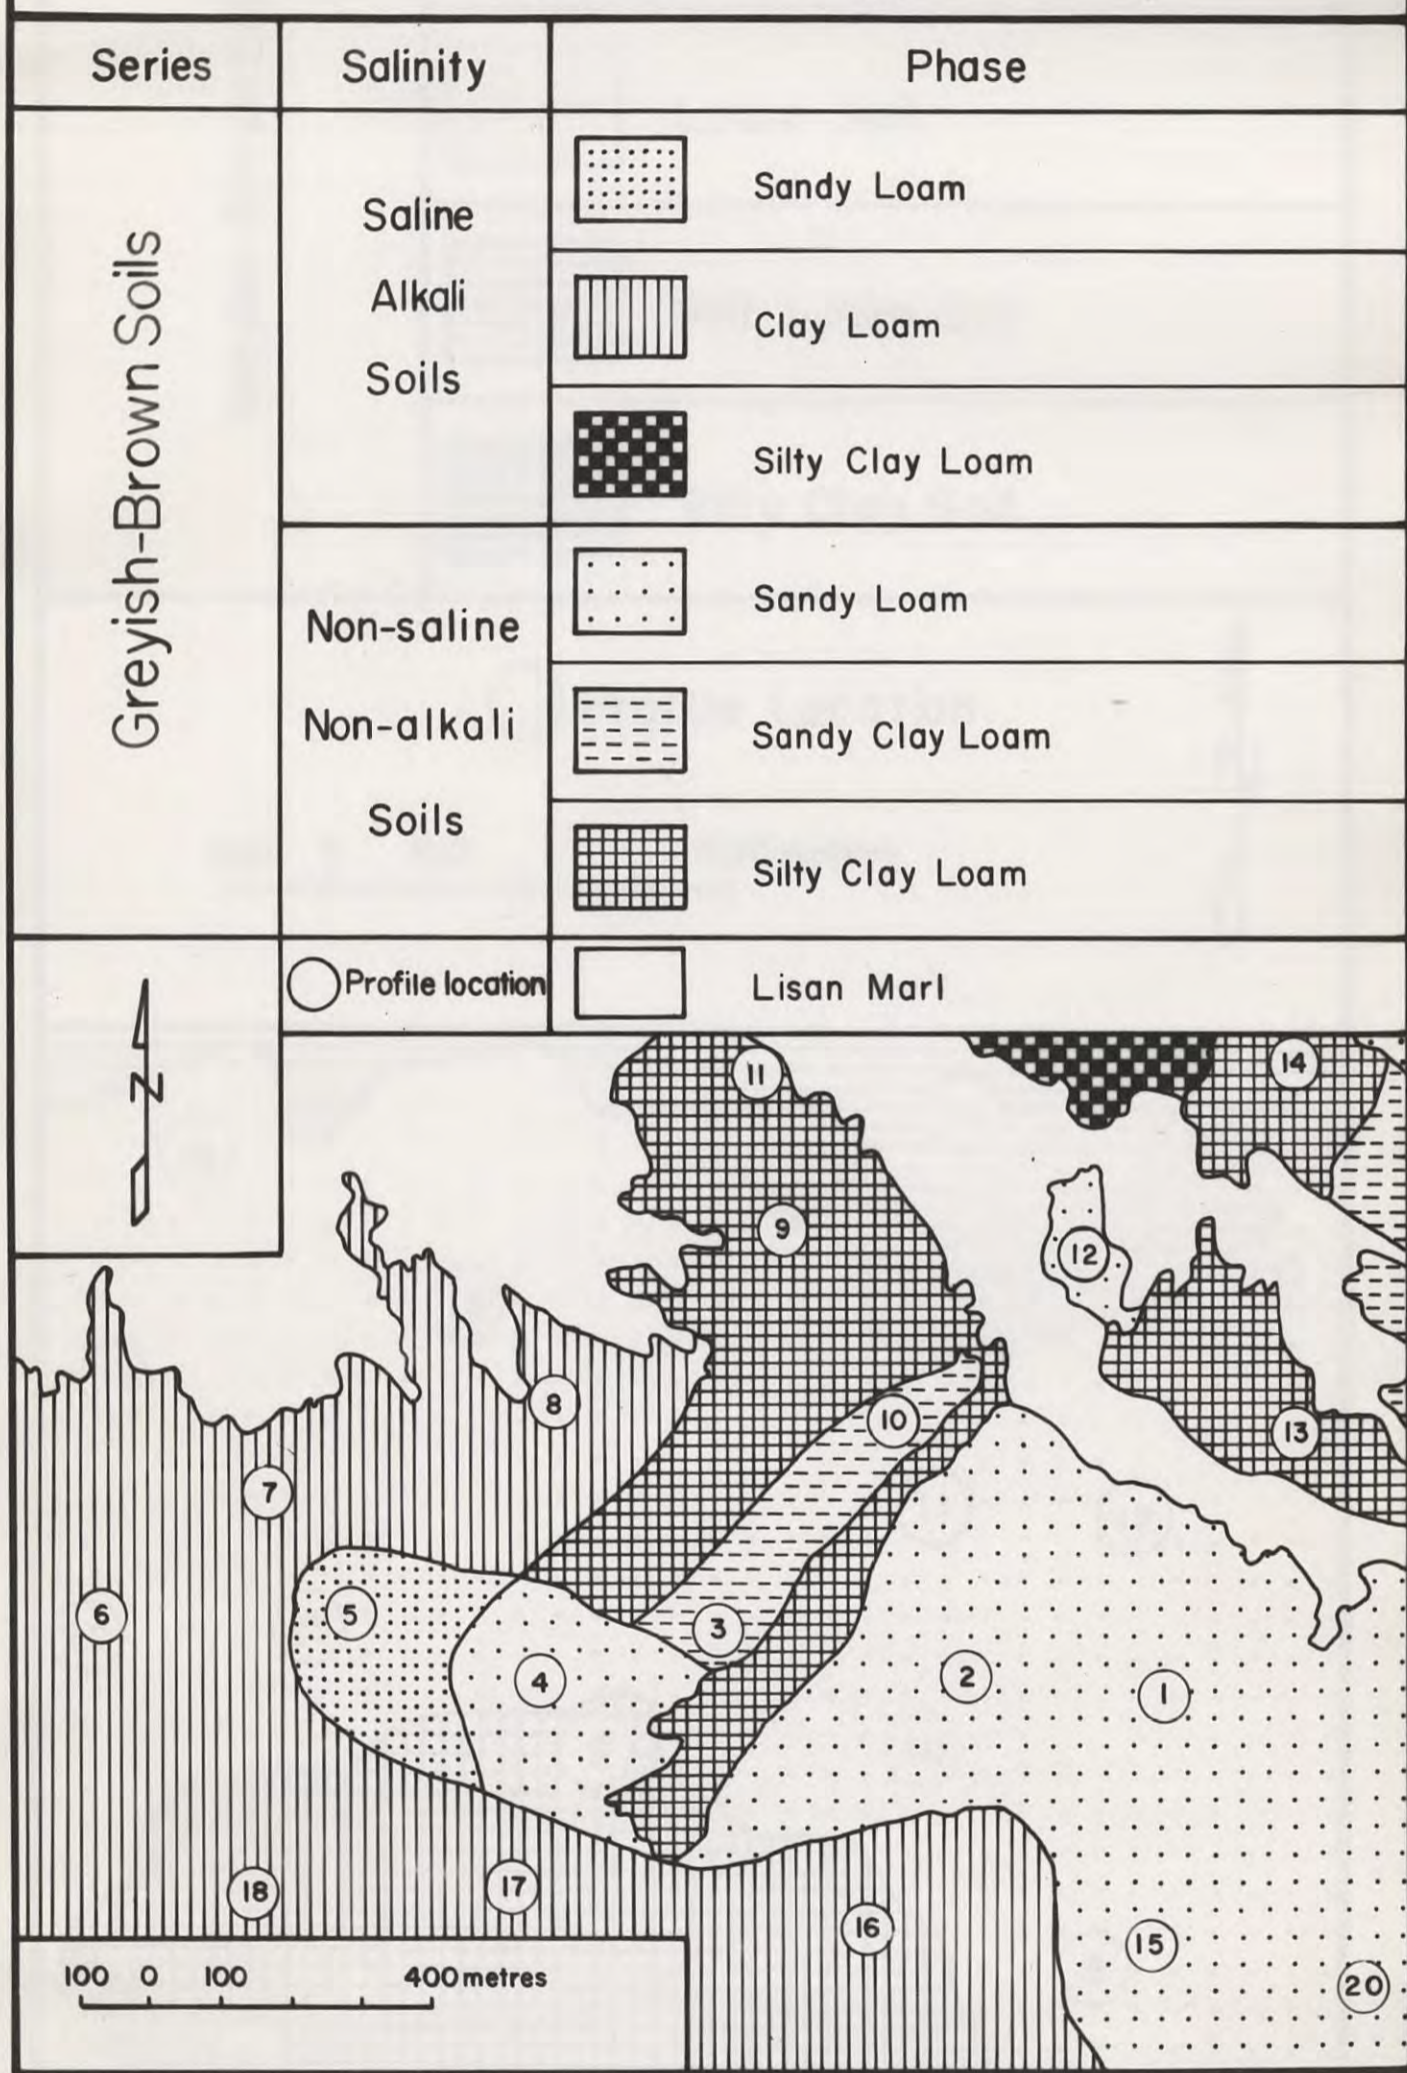 Series
Salinity
Phase
Greyish-Brown Soils
Saline
Alkali
Soils
Sandy Loam
Clay Loam
Silty Clay Loam
Non-saline
Non-alkali
Soils
Sandy Loam
Sandy Clay Loam
Silty Clay Loam
Profile location
Lisan Marl
N
11
14
9
12
8
10
13
7
6
5
3
4
2
1
18
17
16
15
20
100 0 100 400 metres